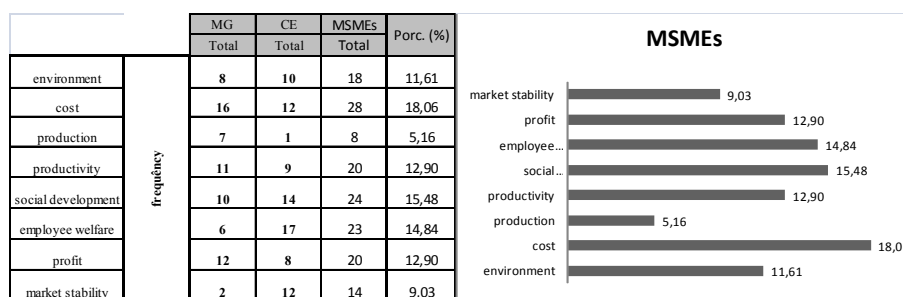 MG CE MSMEs Porc. (%)
Total Total Total
frequêncy
environment 8 10 18 11,61
cost 16 12 28 18,06
production 7 1 8 5,16
productivity 11 9 20 12,90
social development 10 14 24 15,48
employee welfare 6 17 23 14,84
profit 12 8 20 12,90
market stability 2 12 14 9,03
MSMEs
market stability 9,03
profit 12,90
employee... 14,84
social... 15,48
productivity 12,90
production 5,16
cost 18,0
environment 11,61